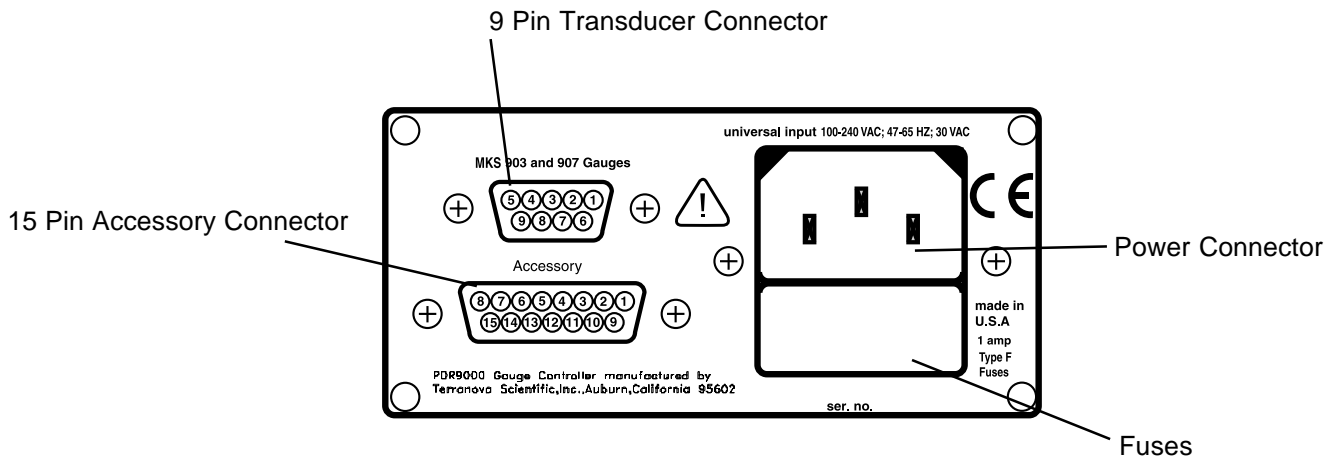 9 Pin Transducer Connector
universal input 100-240 VAC; 47-65 HZ; 30 VAC
MKS 903 and 907 Gauges
5 4 3 2 1
9 8 7 6
!
CE
15 Pin Accessory Connector
Power Connector
Accessory
8 7 6 5 4 3 2 1
15 14 13 12 11 10 9
made in
U.S.A
1 amp
Type F
Fuses
PDR9000 Gauge Controller manufactured by
Terranova Scientific,Inc.,Auburn,California 95602
ser. no.
Fuses